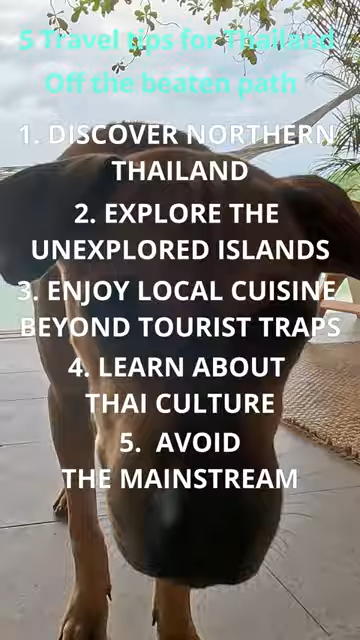 5 Travel tips for Thailand
Off the beaten path
1. DISCOVER NORTHERN
THAILAND
2. EXPLORE THE
UNEXPLORED ISLANDS
3. ENJOY LOCAL CUISINE
BEYOND TOURIST TRAPS
4. LEARN ABOUT
THAI CULTURE
5. AVOID
THE MAINSTREAM